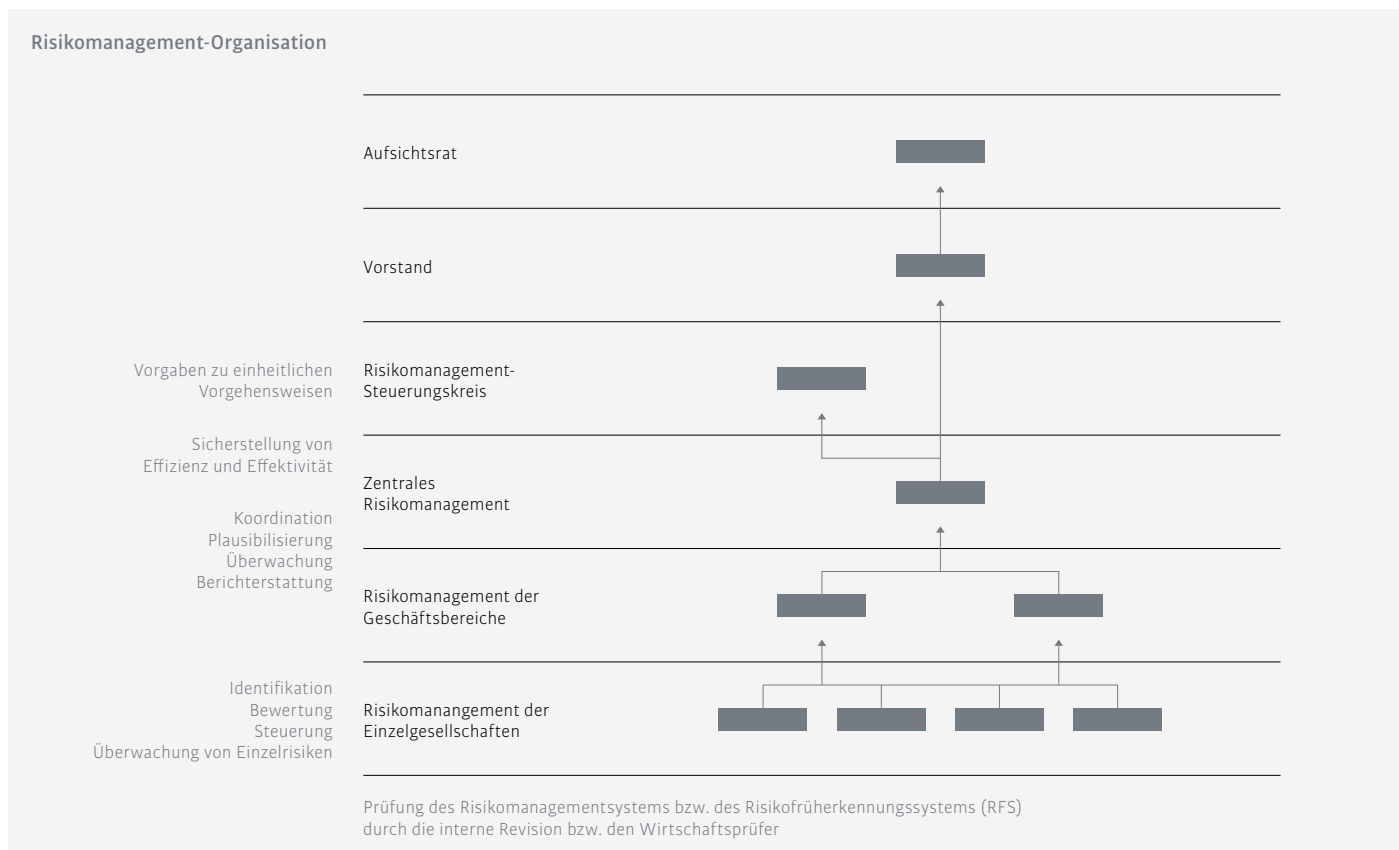 Risikomanagement-Organisation
Aufsichtsrat
Vorstand
Vorgaben zu einheitlichen
Vorgehensweisen
Risikomanagement-
Steuerungskreis
Sicherstellung von
Effizienz und Effektivität
Zentrales
Risikomanagement
Koordination
Plausibilisierung
Überwachung
Berichterstattung
Risikomanagement der
Geschäftsbereiche
Identifikation
Bewertung
Steuerung
Überwachung von Einzelrisiken
Risikomanangement der
Einzelgesellschaften
Prüfung des Risikomanagementsystems bzw. des Risikofrüherkennungssystems (RFS)
durch die interne Revision bzw. den Wirtschaftsprüfer